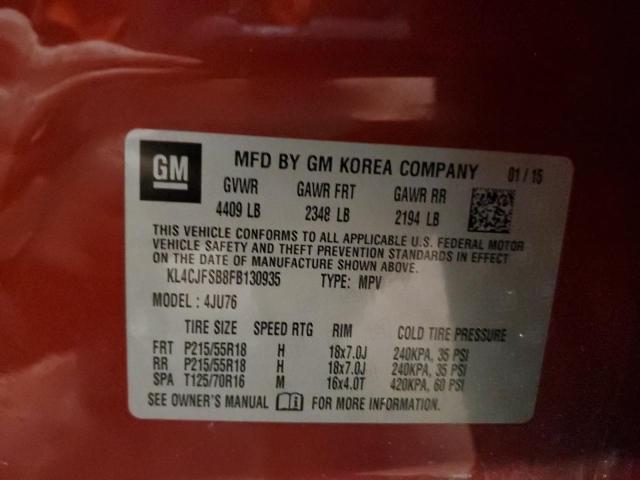 GM MFD BY GM KOREA COMPANY 01/15
GVWR GAWR FRT GAWR RR
4409 LB 2348 LB 2194 LB
THIS VEHICLE CONFORMS TO ALL APPLICABLE U.S. FEDERAL MOTOR
VEHICLE SAFETY AND THEFT PREVENTION STANDARDS IN EFFECT
ON THE DATE OF MANUFACTURE SHOWN ABOVE.
KL4CJFSB8FB130935 TYPE: MPV
MODEL: 4JU76
TIRE SIZE SPEED RTG RIM COLD TIRE PRESSURE
FRT P215/55R18 H 18x7.0J 240KPA, 35 PSI
RR P215/55R18 H 18x7.0J 240KPA, 35 PSI
SPA T125/70R16 M 16x4.0T 420KPA, 60 PSI
SEE OWNER'S MANUAL FOR MORE INFORMATION.